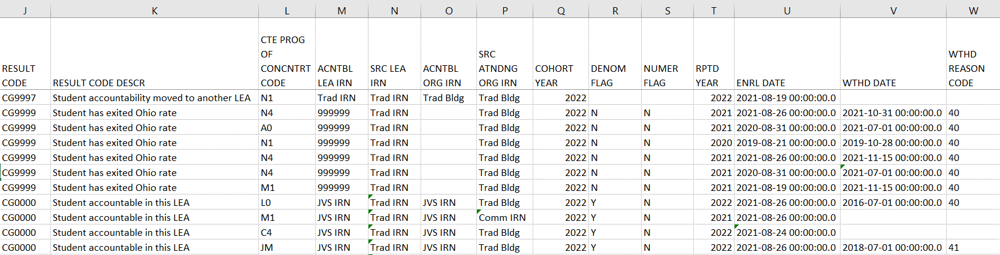 J K L M N O P Q R S T U V W
RESULT CODE RESULT CODE DESCR CTE PROG OF CONCNTRT CODE ACNTBL LEA IRN SRC LEA IRN ACNTBL ORG IRN SRC ATNDNG ORG IRN COHORT YEAR DENOM FLAG NUMER FLAG RPTD YEAR ENRL DATE WTHD DATE WTHD REASON CODE
CG9997 Student accountability moved to another LEA N1 Trad IRN Trad IRN Trad Bldg Trad Bldg 2022 2022 2021-08-19 00:00:00.0
CG9999 Student has exited Ohio rate N4 999999 Trad IRN Trad Bldg 2022 N N 2021 2021-08-26 00:00:00.0 2021-10-31 00:00:00.0 40
CG9999 Student has exited Ohio rate A0 999999 Trad IRN Trad Bldg 2022 N N 2021 2020-08-31 00:00:00.0 2021-07-01 00:00:00.0 40
CG9999 Student has exited Ohio rate N1 999999 Trad IRN Trad Bldg 2022 N N 2020 2019-08-21 00:00:00.0 2019-10-28 00:00:00.0 40
CG9999 Student has exited Ohio rate N4 999999 Trad IRN Trad Bldg 2022 N N 2021 2021-08-26 00:00:00.0 2021-11-15 00:00:00.0 40
CG9999 Student has exited Ohio rate N4 999999 Trad IRN Trad Bldg 2022 N N 2021 2020-08-31 00:00:00.0 2021-07-01 00:00:00.0 40
CG9999 Student has exited Ohio rate M1 999999 Trad IRN Trad Bldg 2022 N N 2021 2021-08-19 00:00:00.0 2021-11-15 00:00:00.0 40
CG0000 Student accountable in this LEA L0 JVS IRN Trad IRN JVS IRN Trad Bldg 2022 Y N 2022 2021-08-26 00:00:00.0 2016-07-01 00:00:00.0 40
CG0000 Student accountable in this LEA M1 JVS IRN Trad IRN JVS IRN Comm IRN 2022 Y N 2021 2021-08-26 00:00:00.0
CG0000 Student accountable in this LEA C4 JVS IRN Trad IRN JVS IRN Trad Bldg 2022 Y N 2022 2021-08-24 00:00:00.0
CG0000 Student accountable in this LEA JM JVS IRN Trad IRN JVS IRN Trad Bldg 2022 Y N 2022 2021-08-26 00:00:00.0 2018-07-01 00:00:00.0 41